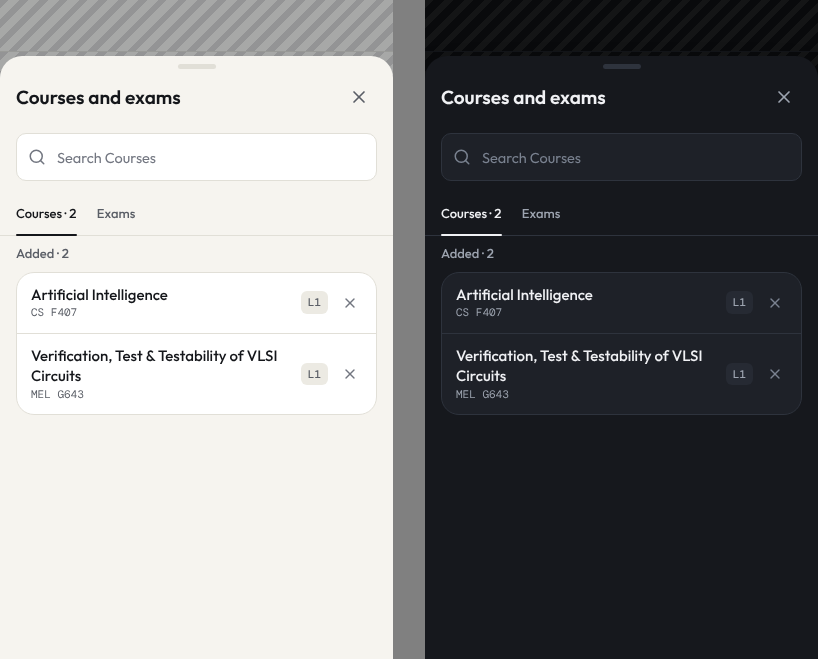 Courses and exams
Search Courses
Courses · 2 Exams
Added · 2
Artificial Intelligence
CS F407
L1
Verification, Test & Testability of VLSI
Circuits
MEL G643
L1
Courses and exams
Search Courses
Courses · 2 Exams
Added · 2
Artificial Intelligence
CS F407
L1
Verification, Test & Testability of VLSI
Circuits
MEL G643
L1